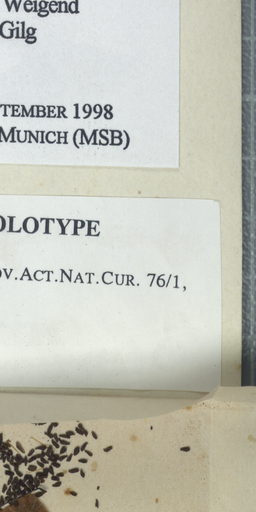 Weigend
Gilg
TEMBER 1998
MUNICH (MSB)
OLOTYPE
OV.ACT.NAT.CUR. 76/1,